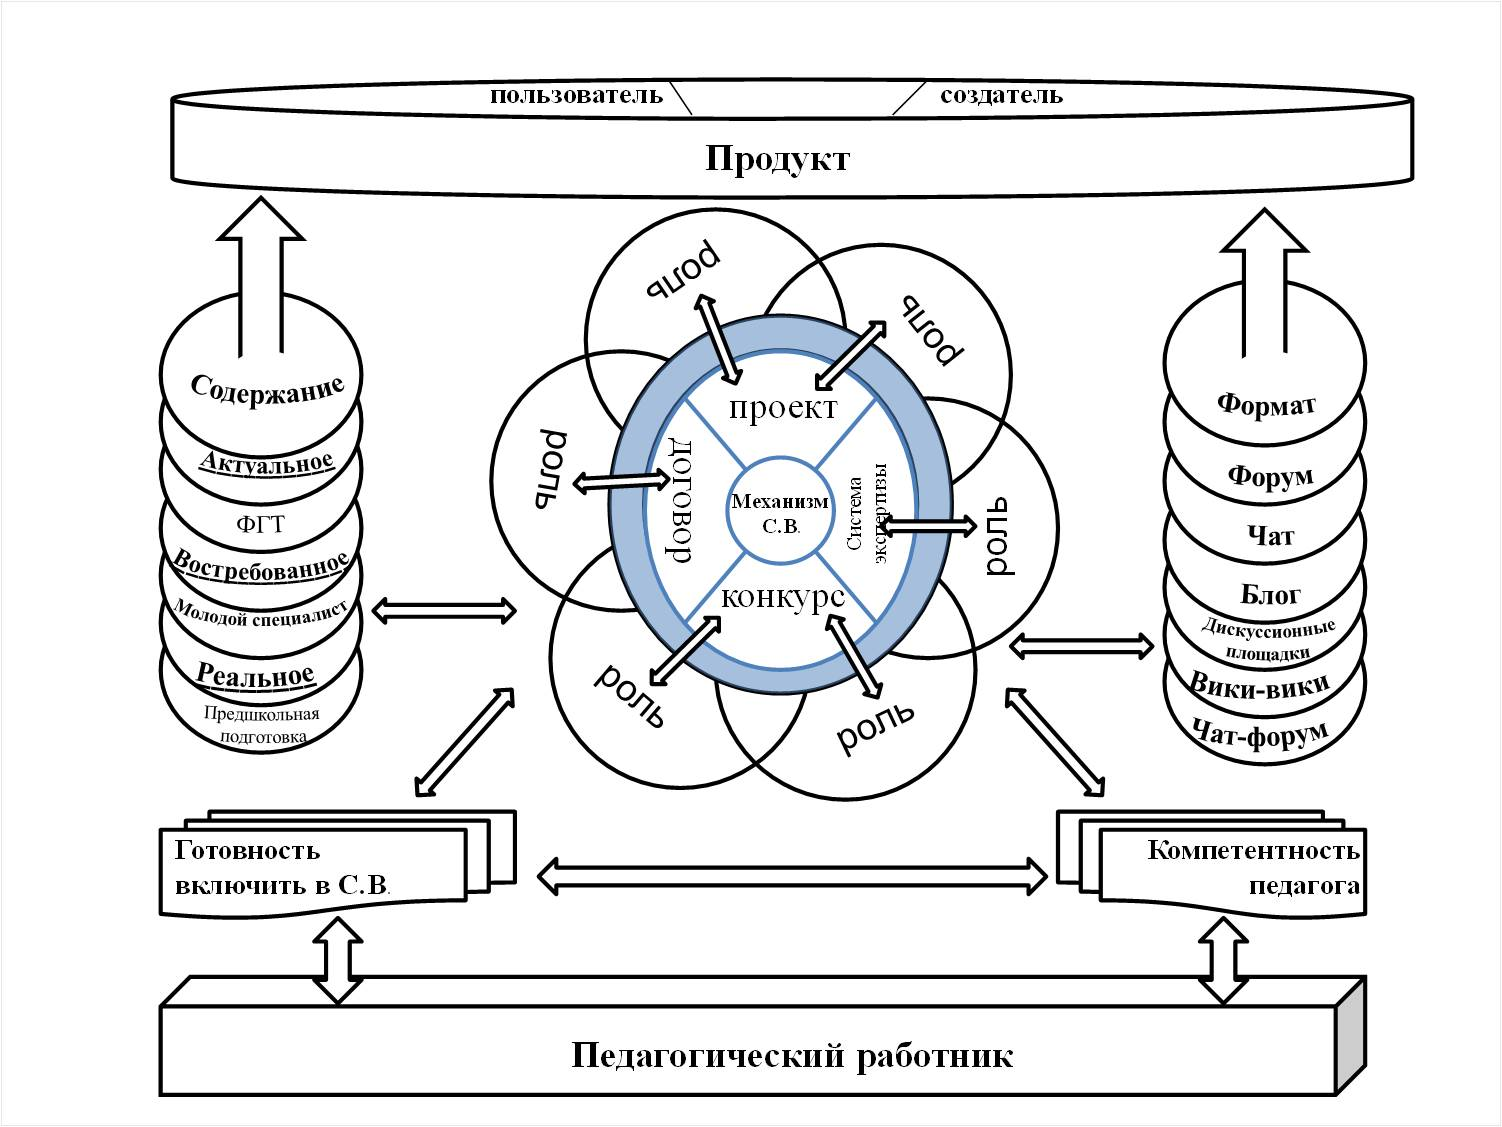 пользователь
создатель
Продукт
Содержание
Актуальное
ФГТ
Востребованное
Молодой специалист
Реальное
Предшкольная
подготовка
роль
роль
роль
роль
роль
роль
роль
проект
договор
Механизм
С.В.
Система
экспертизы
конкурс
Формат
Форум
Чат
Блог
Дискуссионные
площадки
Вики-вики
Чат-форум
Готовность
включить в С.В.
Компетентность
педагога
Педагогический работник